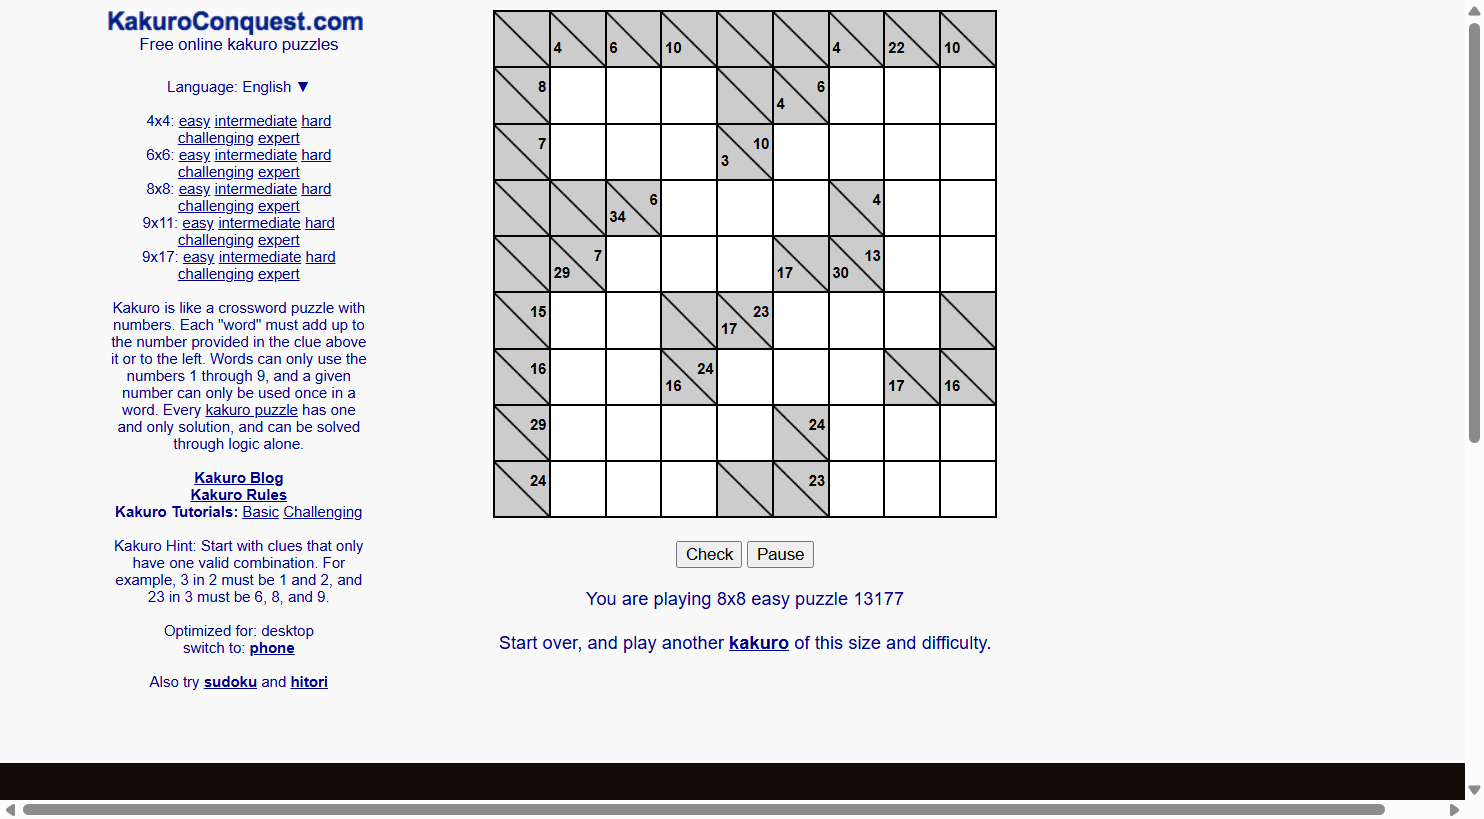 KakuroConquest.com
Free online kakuro puzzles
Language: English ▼
4x4: easy intermediate hard
challenging expert
6x6: easy intermediate hard
challenging expert
8x8: easy intermediate hard
challenging expert
9x11: easy intermediate hard
challenging expert
9x17: easy intermediate hard
challenging expert
Kakuro is like a crossword puzzle with
numbers. Each "word" must add up to
the number provided in the clue above
it or to the left. Words can only use the
numbers 1 through 9, and a given
number can only be used once in a
word. Every kakuro puzzle has one
and only solution, and can be solved
through logic alone.
Kakuro Blog
Kakuro Rules
Kakuro Tutorials: Basic Challenging
Kakuro Hint: Start with clues that only
have one valid combination. For
example, 3 in 2 must be 1 and 2, and
23 in 3 must be 6, 8, and 9.
Optimized for: desktop
switch to: phone
Also try sudoku and hitori
4 6 10 4 22 10
8 4 6
7 3 10
34 6 4
29 7 17 30 13
15 17 23
16 16 24 17 16
29 24
24 23
Check Pause
You are playing 8x8 easy puzzle 13177
Start over, and play another kakuro of this size and difficulty.